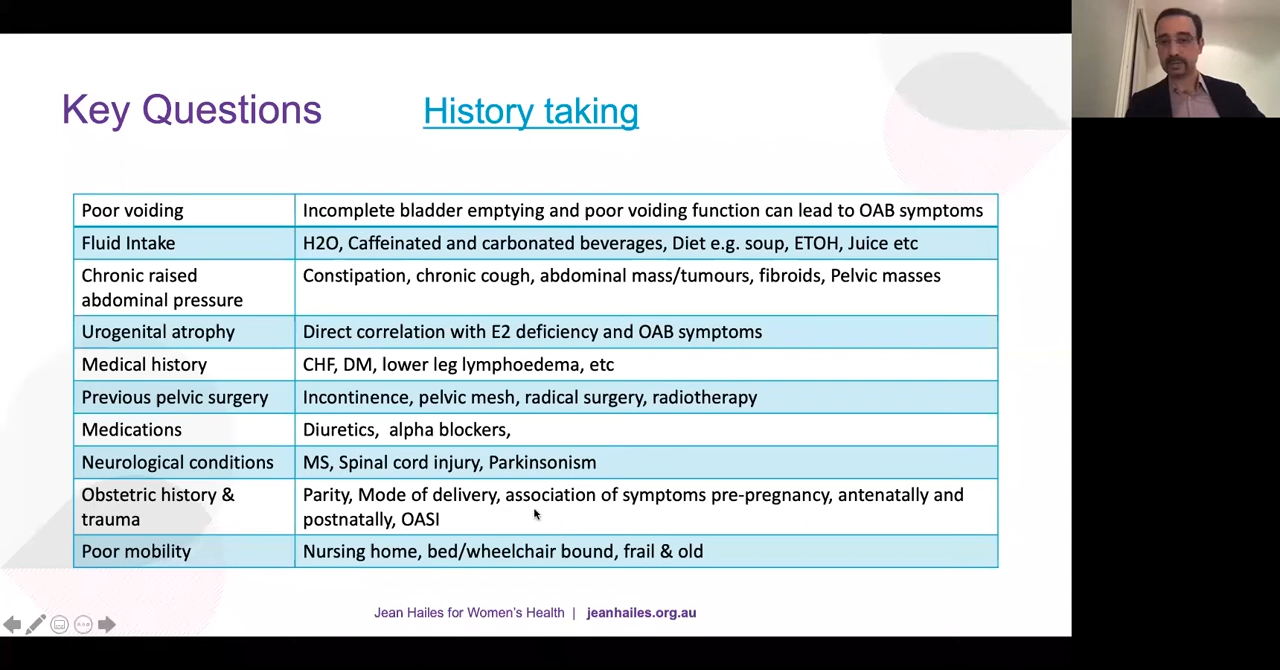 Key Questions History taking
Poor voiding Incomplete bladder emptying and poor voiding function can lead to OAB symptoms
Fluid Intake H2O, Caffeinated and carbonated beverages, Diet e.g. soup, ETOH, Juice etc
Chronic raised abdominal pressure Constipation, chronic cough, abdominal mass/tumours, fibroids, Pelvic masses
Urogenital atrophy Direct correlation with E2 deficiency and OAB symptoms
Medical history CHF, DM, lower leg lymphoedema, etc
Previous pelvic surgery Incontinence, pelvic mesh, radical surgery, radiotherapy
Medications Diuretics, alpha blockers,
Neurological conditions MS, Spinal cord injury, Parkinsonism
Obstetric history & trauma Parity, Mode of delivery, association of symptoms pre-pregnancy, antenatally and
postnatally, OASI
Poor mobility Nursing home, bed/wheelchair bound, frail & old
Jean Hailes for Women's Health | jeanhailes.org.au